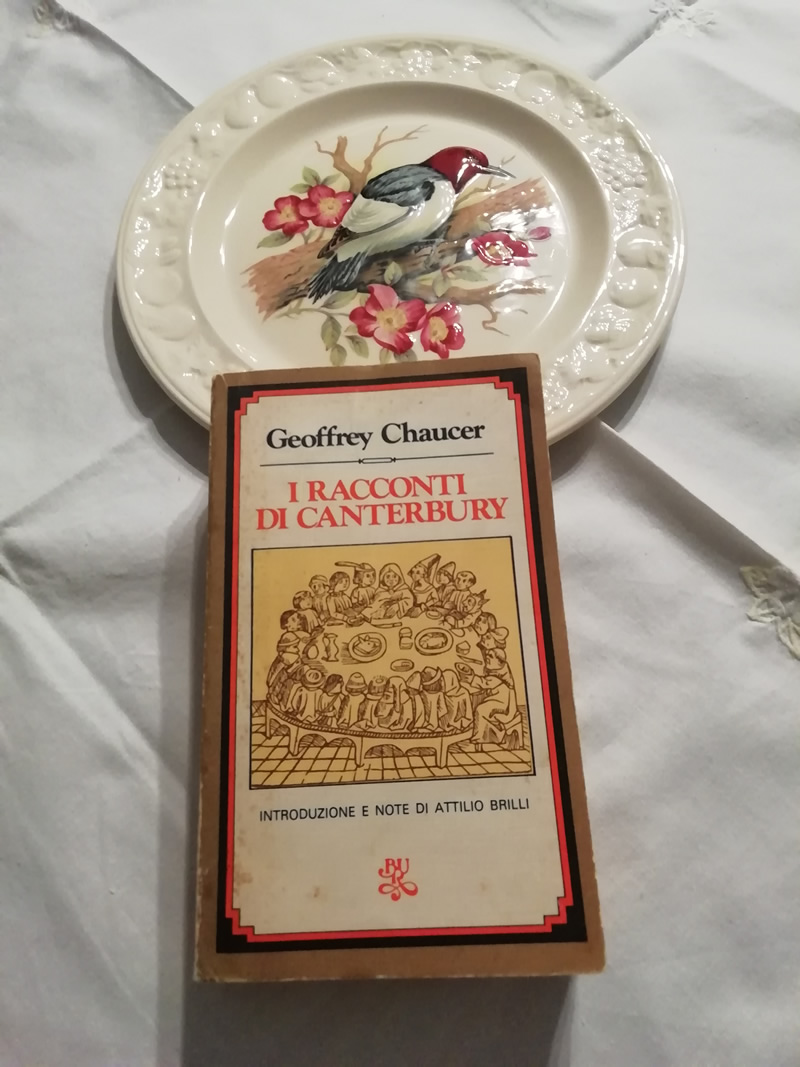 Geoffrey Chaucer
I RACCONTI
DI CANTERBURY
INTRODUZIONE E NOTE DI ATTILIO BRILLI
BUR